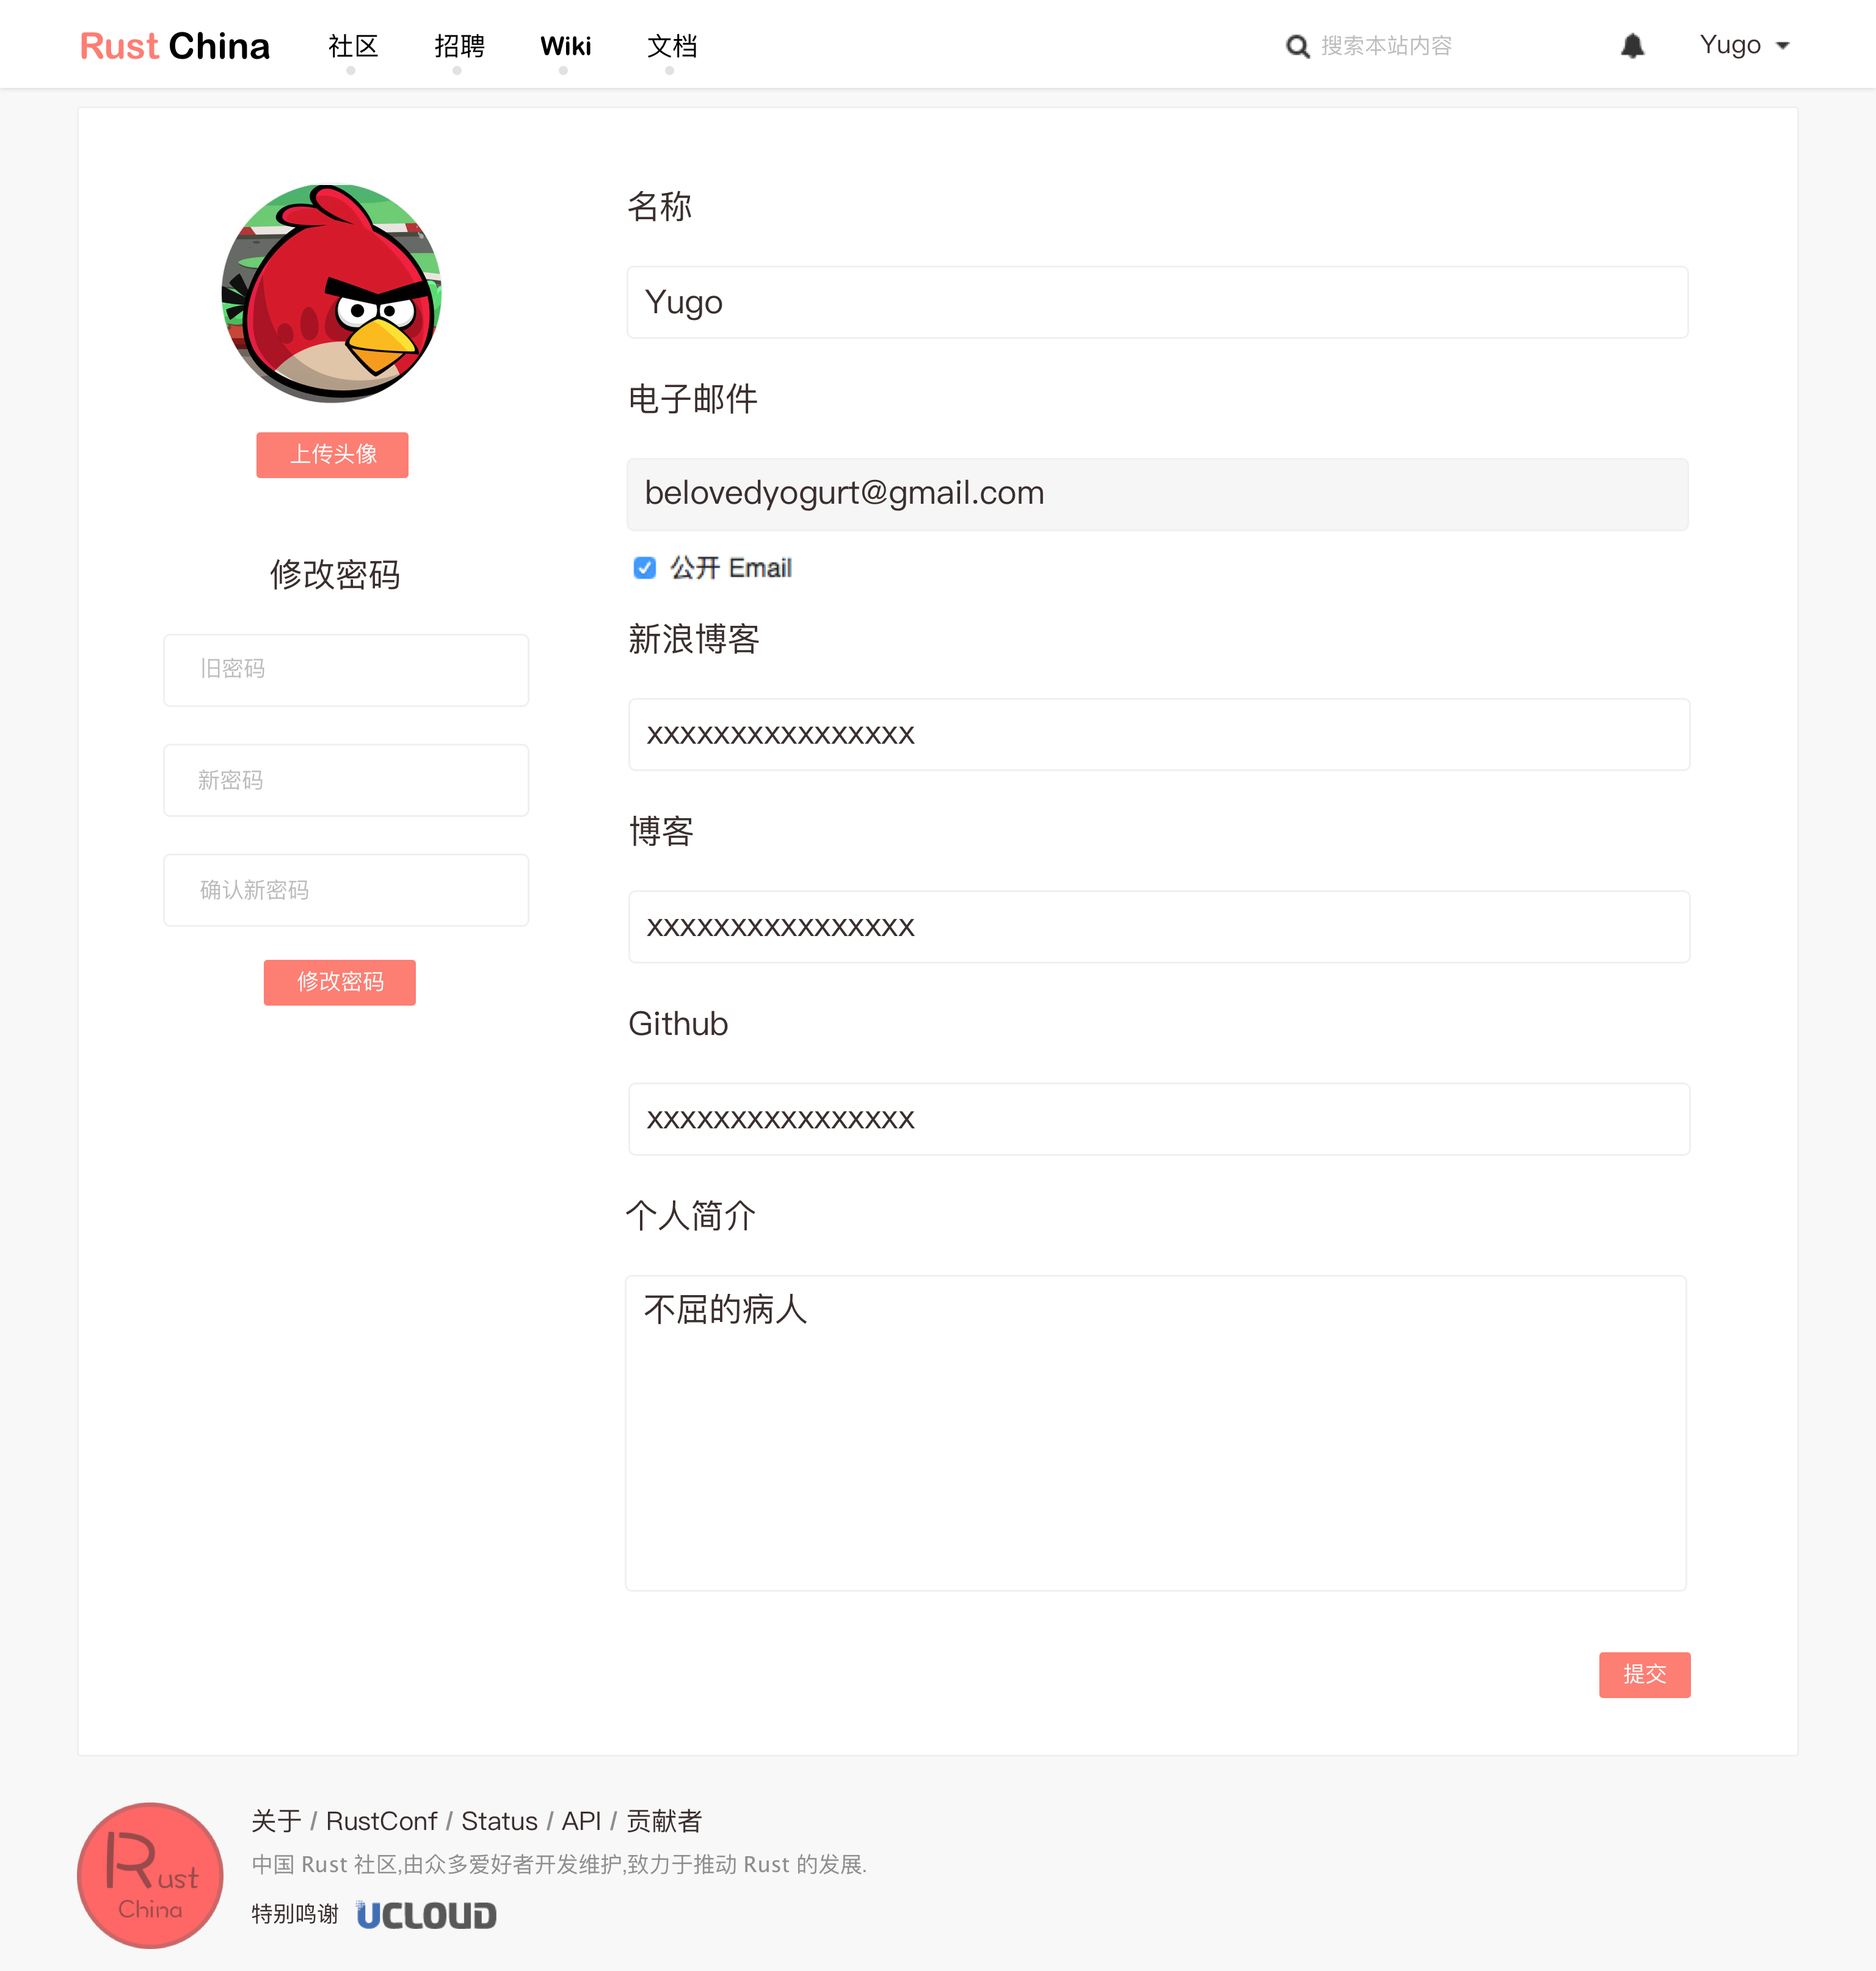 Rust China 社区 招聘 Wiki 文档 搜索本站内容 Yugo
上传头像
修改密码
旧密码
新密码
确认新密码
修改密码
名称
Yugo
电子邮件
belovedyogurt@gmail.com
公开 Email
新浪博客
xxxxxxxxxxxxxxxx
博客
xxxxxxxxxxxxxxxx
Github
xxxxxxxxxxxxxxxx
个人简介
不屈的病人
提交
Rust
China
关于 / RustConf / Status / API / 贡献者
中国 Rust 社区,由众多爱好者开发维护,致力于推动 Rust 的发展.
特别鸣谢 UCLOUD